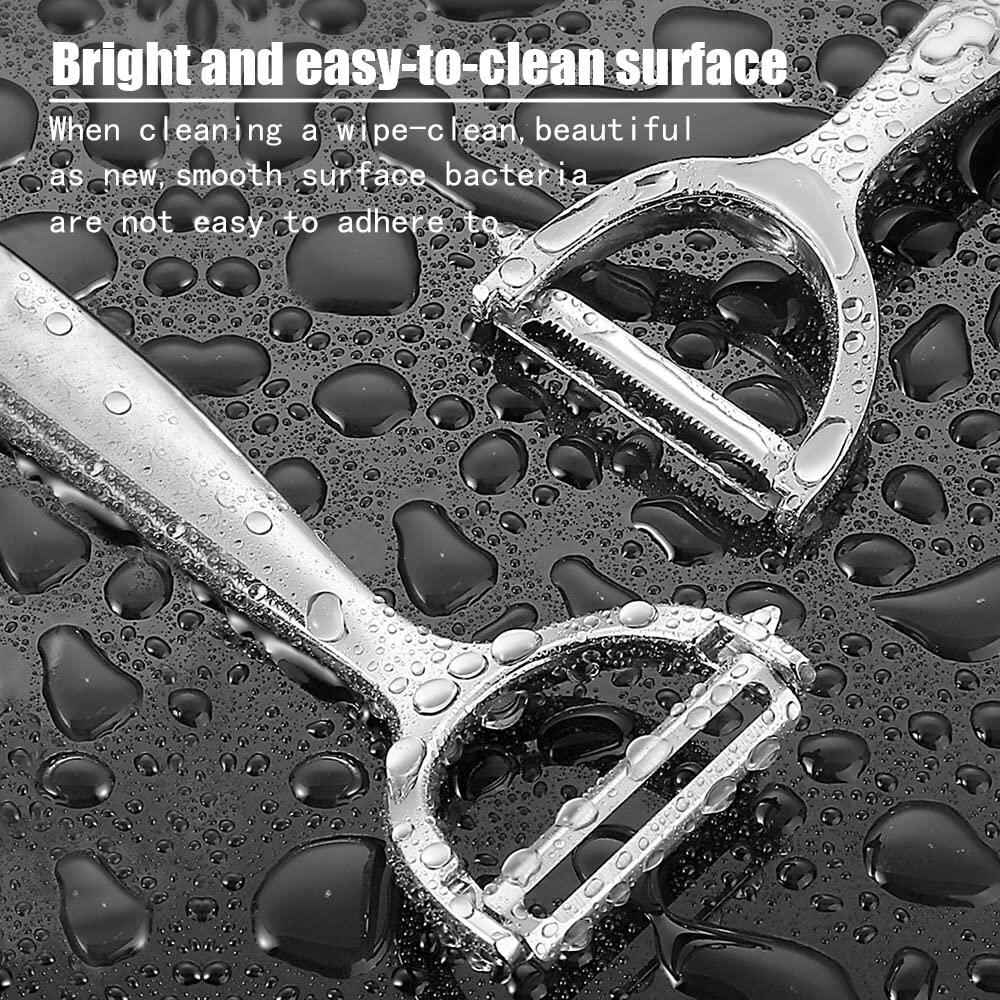 Bright and easy-to-clean surface
When cleaning a wipe-clean,beautiful
as new,smooth surface bacteria
are not easy to adhere to